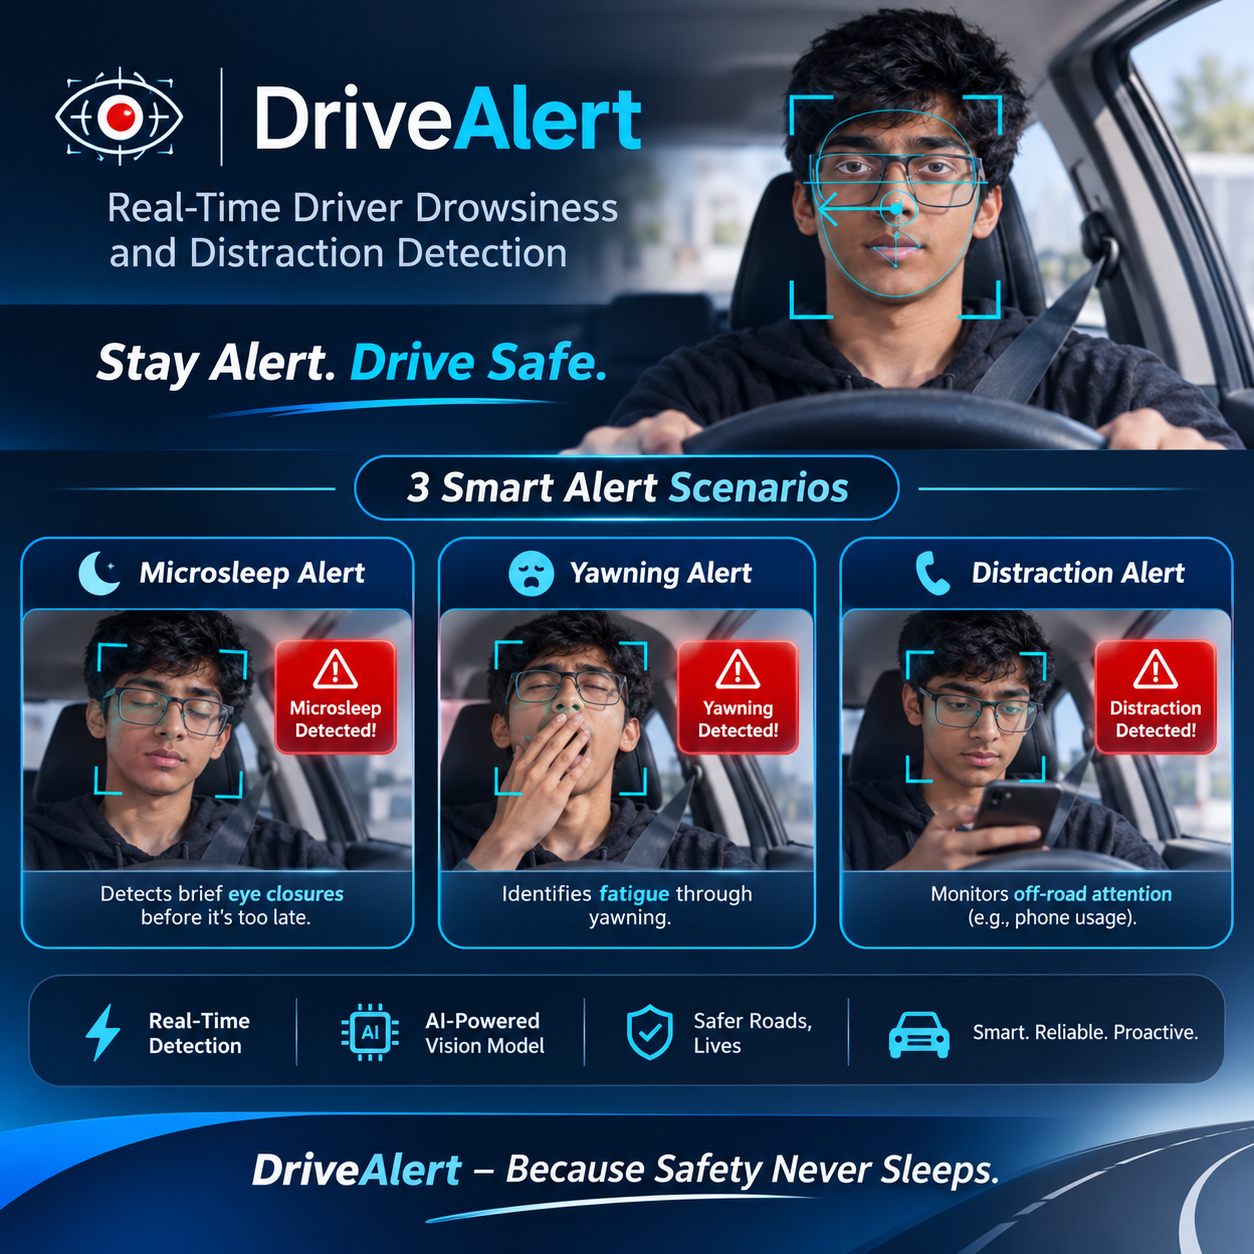 DriveAlert
Real-Time Driver Drowsiness
and Distraction Detection
Stay Alert. Drive Safe.
3 Smart Alert Scenarios
Microsleep Alert
Microsleep
Detected!
Detects brief eye closures
before it's too late.
Yawning Alert
Yawning
Detected!
Identifies fatigue through
yawning.
Distraction Alert
Distraction
Detected!
Monitors off-road attention
(e.g., phone usage).
Real-Time
Detection
AI
AI-Powered
Vision Model
Safer Roads,
Lives
Smart. Reliable. Proactive.
DriveAlert – Because Safety Never Sleeps.